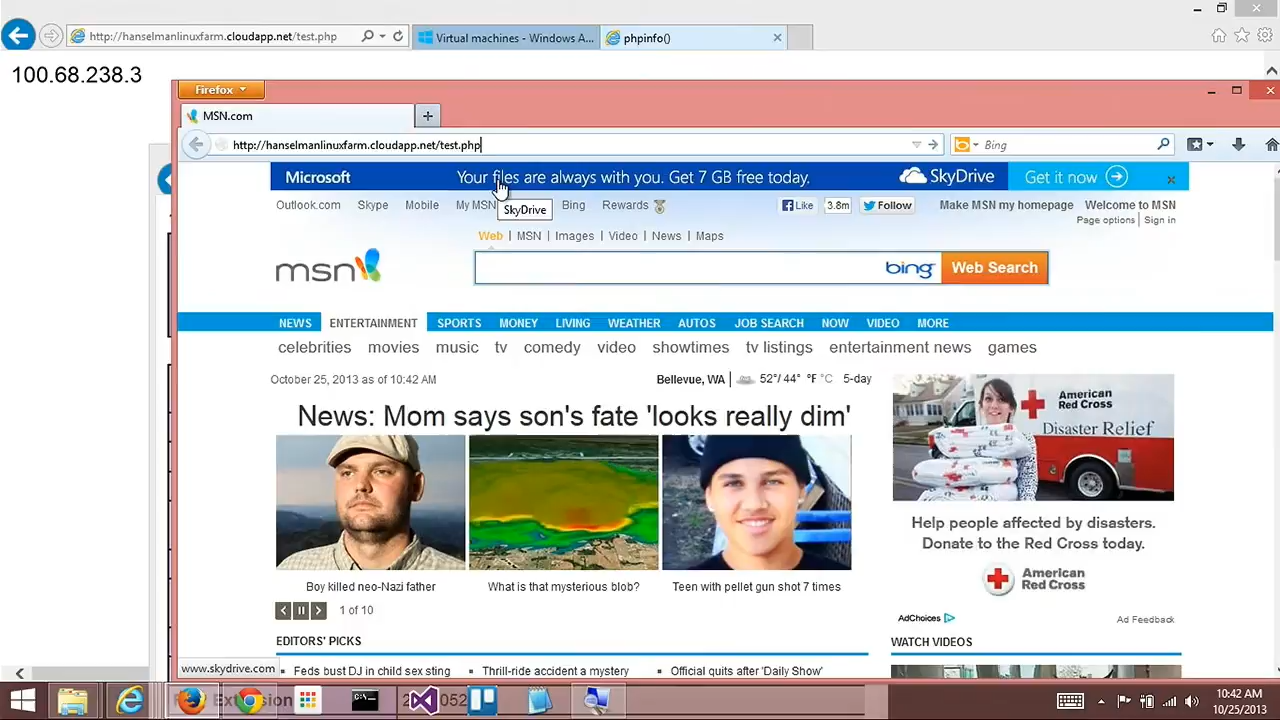 http://hanselmanlinuxfarm.cloudapp.net/test.php
Virtual machines - Windows A...
phpinfo()
100.68.238.3
Firefox
MSN.com
http://hanselmanlinuxfarm.cloudapp.net/test.php
Bing
Microsoft
Your files are always with you. Get 7 GB free today.
SkyDrive
Get it now
Outlook.com Skype Mobile My MSN Bing Rewards
SkyDrive
Like 3.8m Follow Make MSN my homepage Welcome to MSN
Page options | Sign in
Web | MSN | Images | Video | News | Maps
msn
bing
Web Search
NEWS ENTERTAINMENT SPORTS MONEY LIVING WEATHER AUTOS JOB SEARCH NOW VIDEO MORE
celebrities movies music tv comedy video showtimes tv listings entertainment news games
October 25, 2013 as of 10:42 AM
Bellevue, WA | 52°/ 44° °F °C 5-day
News: Mom says son's fate 'looks really dim'
Boy killed neo-Nazi father
What is that mysterious blob?
Teen with pellet gun shot 7 times
1 of 10
American
Red Cross
Disaster Relief
Help people affected by disasters.
Donate to the Red Cross today.
American
Red Cross
AdChoices
Ad Feedback
EDITORS' PICKS
WATCH VIDEOS
Feds bust DJ in child sex sting
Thrill-ride accident a mystery
Official quits after 'Daily Show'
www.skydrive.com
10:42 AM
10/25/2013